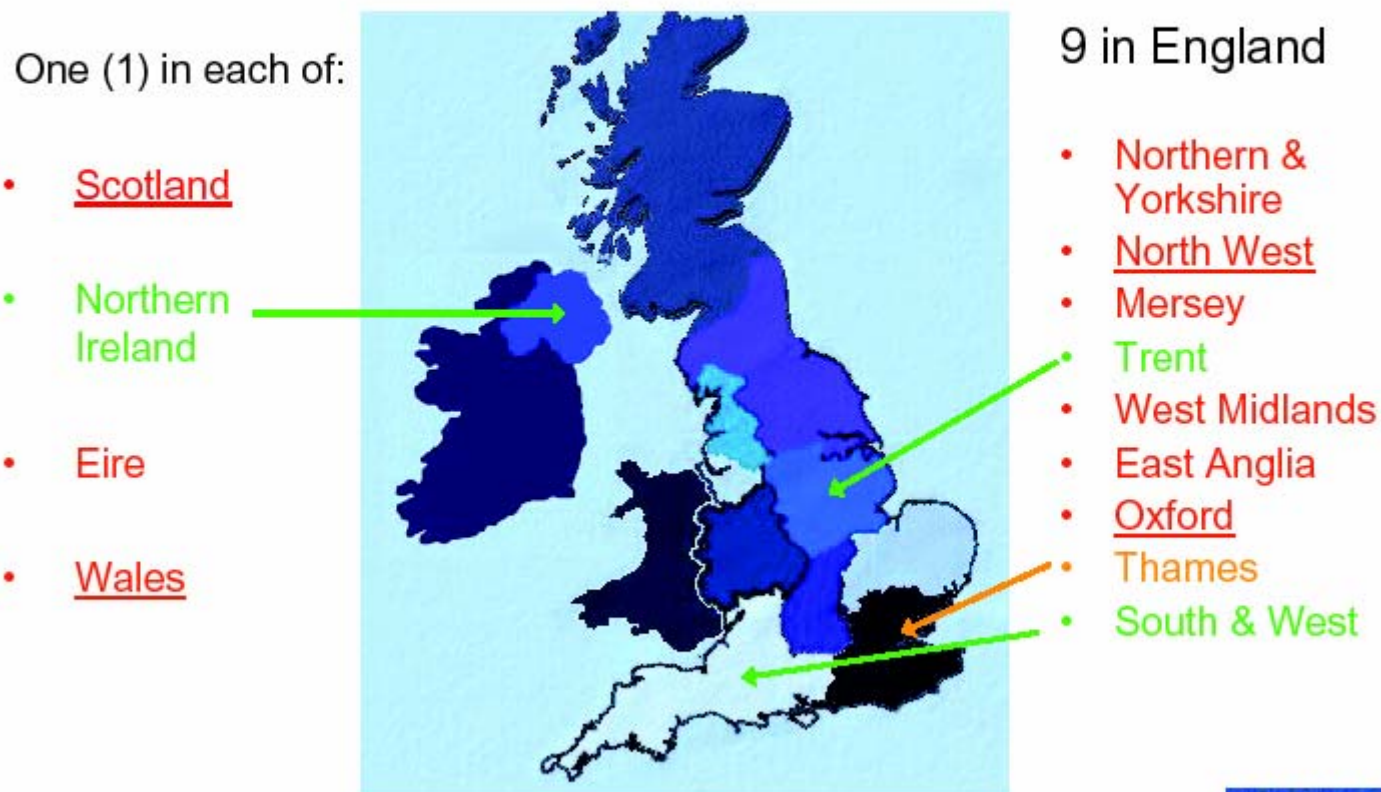 One (1) in each of:
• Scotland
• Northern
Ireland
• Eire
• Wales
9 in England
• Northern &
Yorkshire
• North West
• Mersey
• Trent
• West Midlands
• East Anglia
• Oxford
• Thames
• South & West